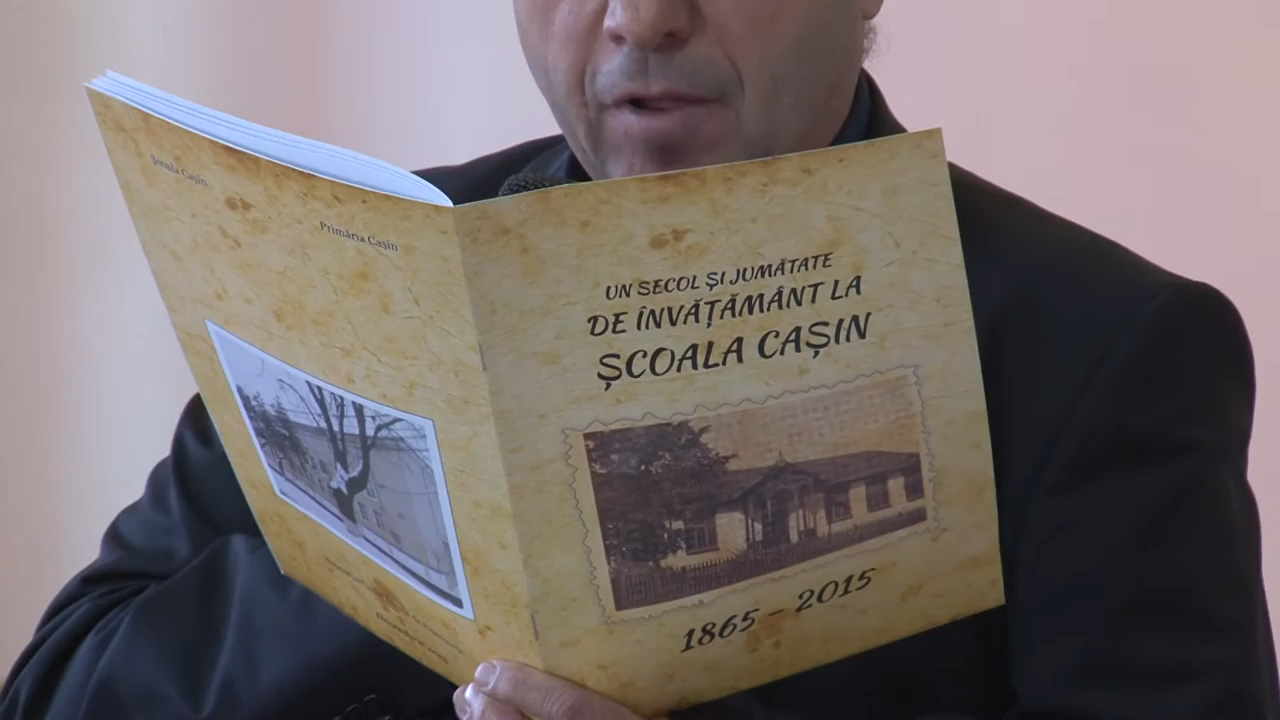 Școala Cașin
Primăria Cașin
UN SECOL ȘI JUMĂTATE
DE ÎNVĂȚĂMÂNT LA
ȘCOALA CAȘIN
1865 - 2015